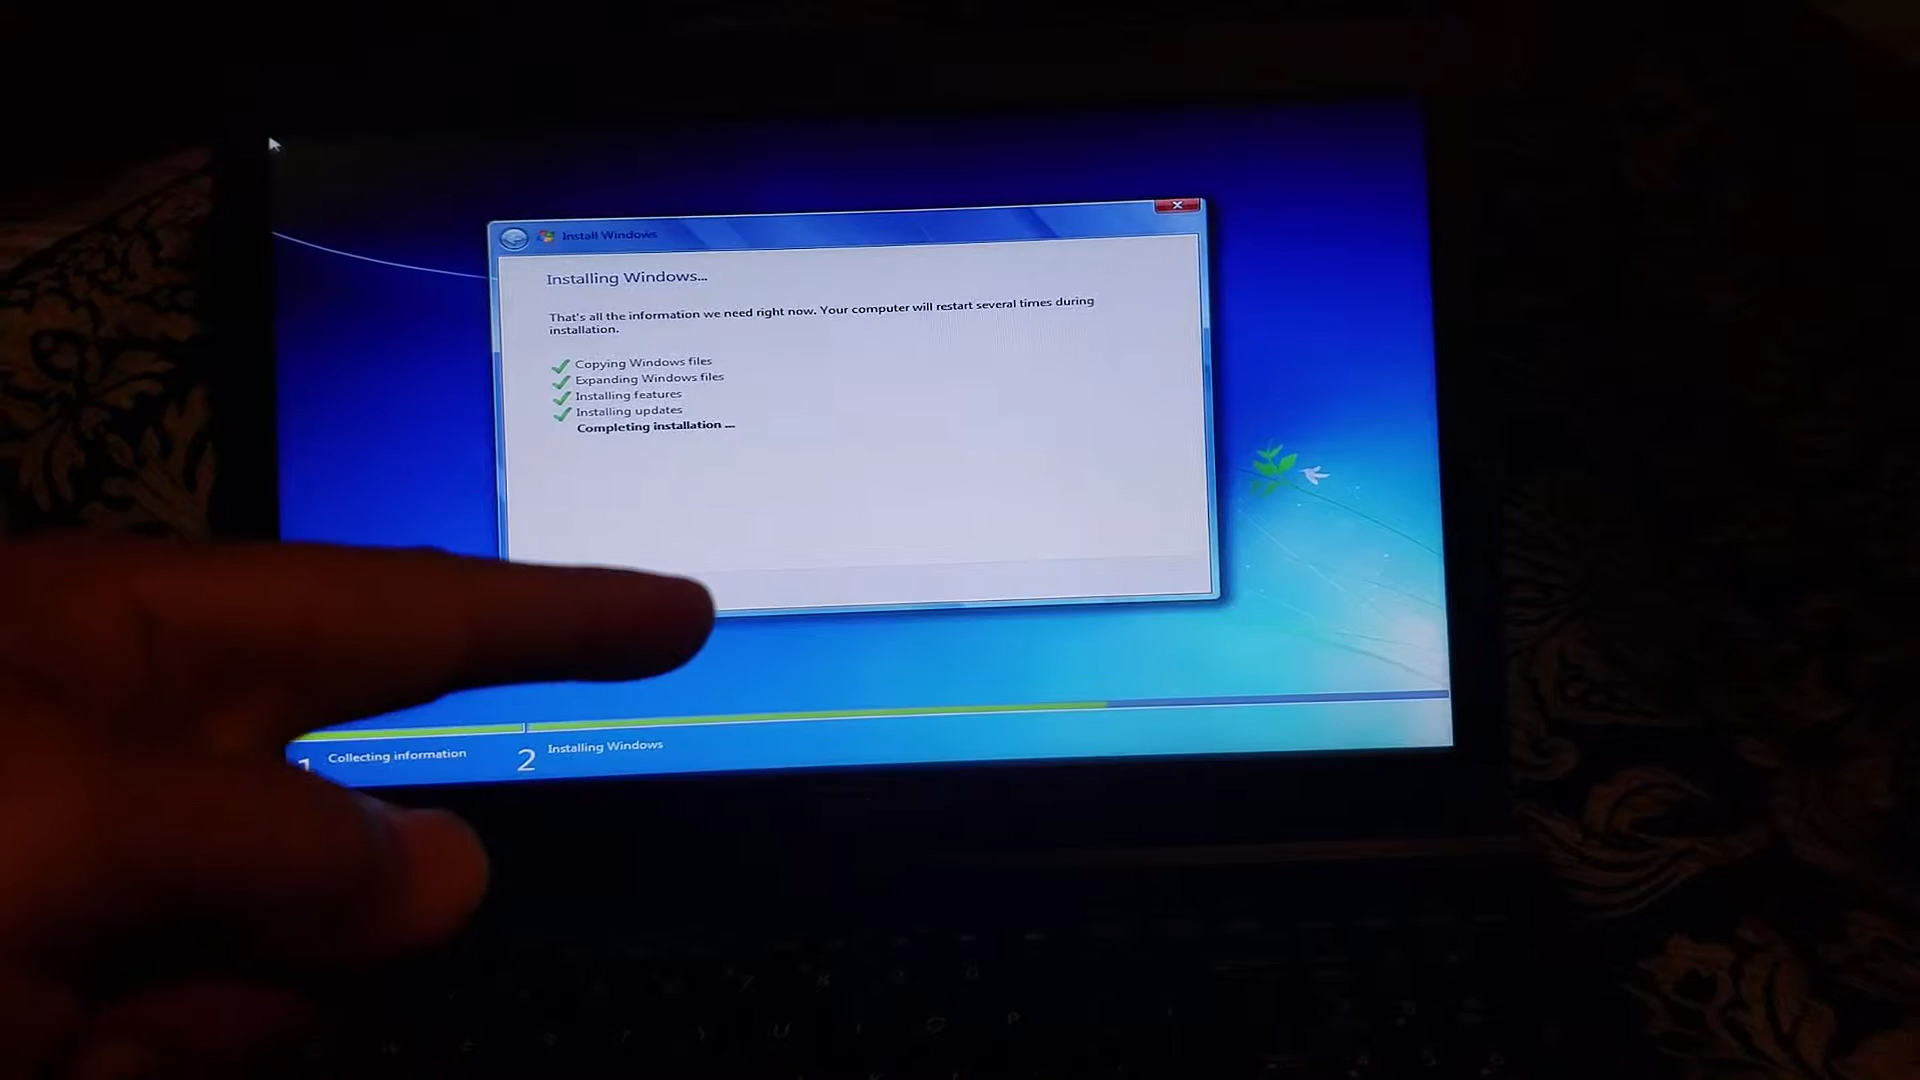 Install Windows
Installing Windows...
That's all the information we need right now. Your computer will restart several times during
installation.
Copying Windows files
Expanding Windows files
Installing features
Installing updates
Completing installation ...
1 Collecting information
2 Installing Windows